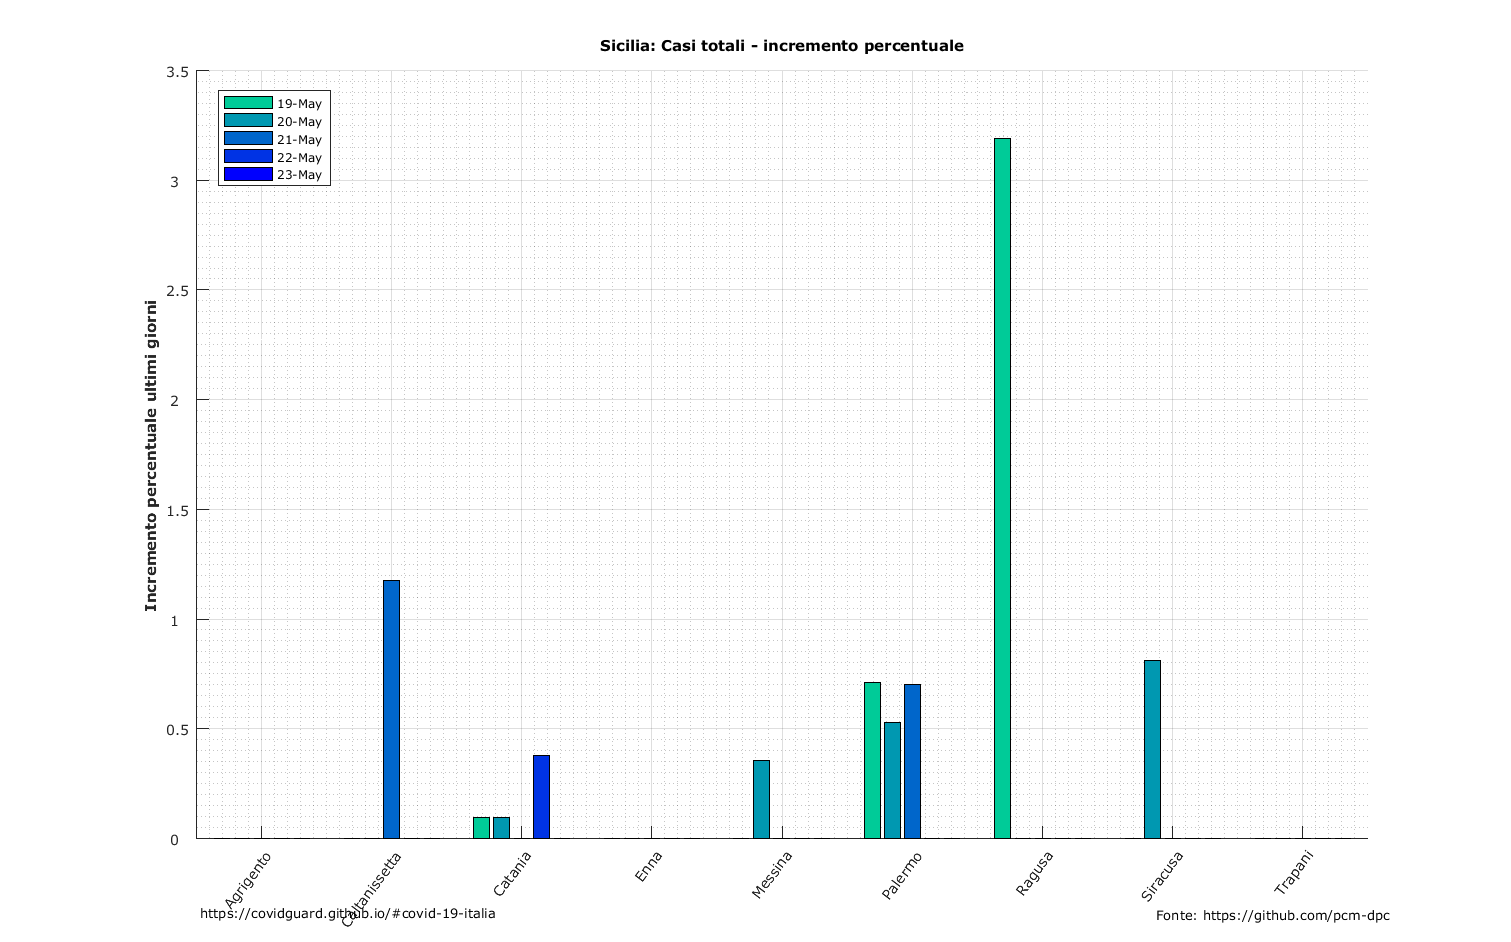 Sicilia: Casi totali - incremento percentuale
3.5
3
2.5
2
1.5
1
0.5
0
19-May
20-May
21-May
22-May
23-May
Incremento percentuale ultimi giorni
Agrigento
Caltanissetta
Catania
Enna
Messina
Palermo
Ragusa
Siracusa
Trapani
https://covidguard.github.io/#covid-19-italia
Fonte: https://github.com/pcm-dpc